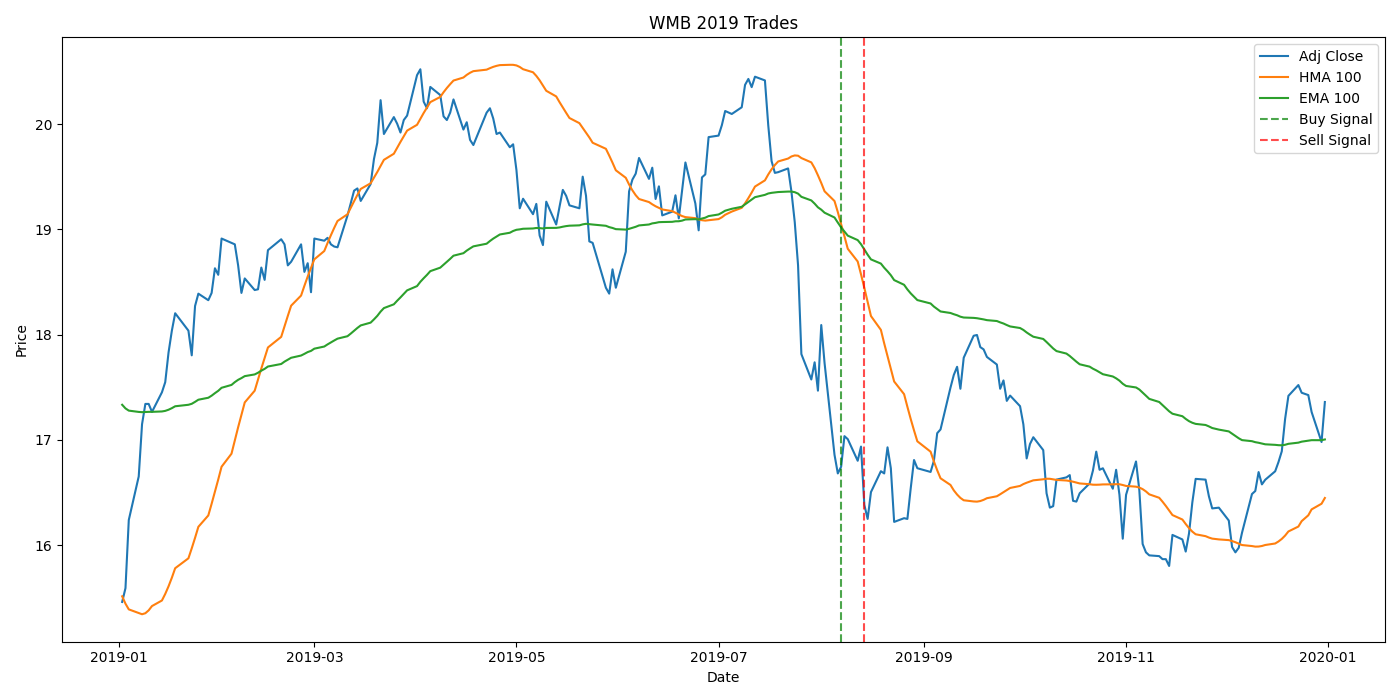 WMB 2019 Trades
Adj Close
HMA 100
EMA 100
Buy Signal
Sell Signal
Price
20
19
18
17
16
2019-01
2019-03
2019-05
2019-07
2019-09
2019-11
2020-01
Date